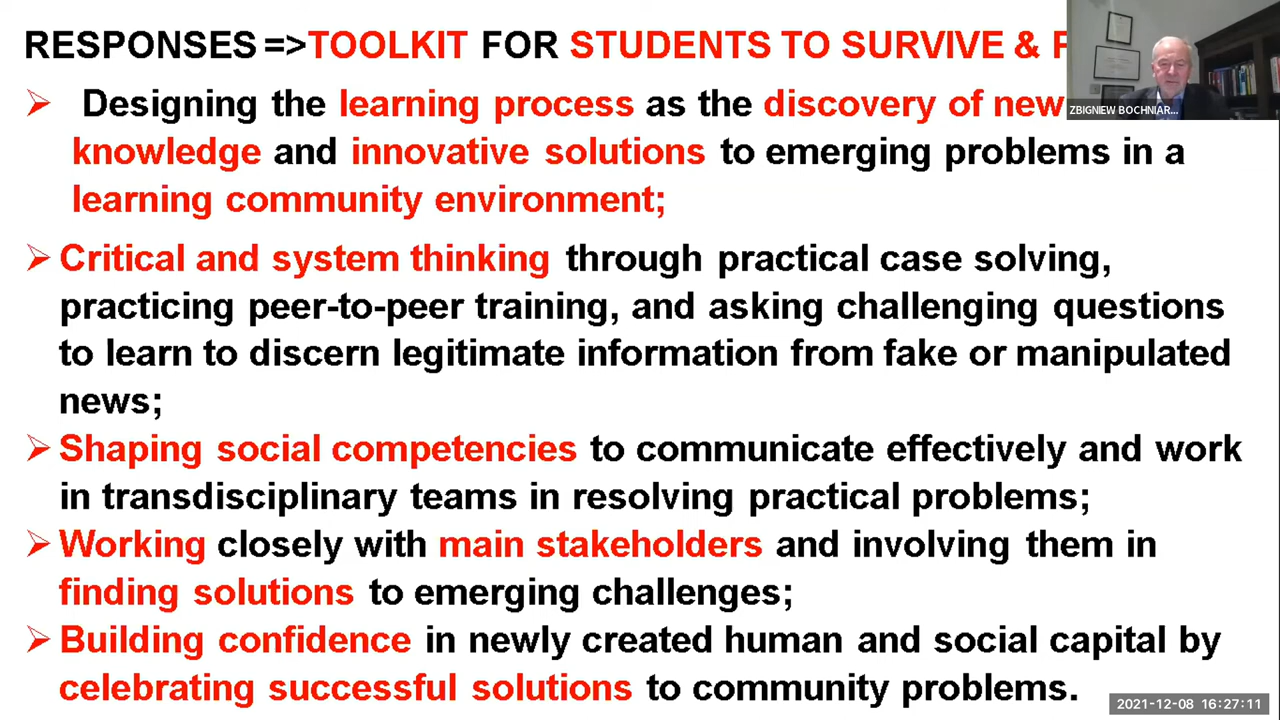 RESPONSES =>TOOLKIT FOR STUDENTS TO SURVIVE &
ZBIGNIEW BOCHNIAR...
➢ Designing the learning process as the discovery of new
knowledge and innovative solutions to emerging problems in a
learning community environment;
➢ Critical and system thinking through practical case solving,
practicing peer-to-peer training, and asking challenging questions
to learn to discern legitimate information from fake or manipulated
news;
➢ Shaping social competencies to communicate effectively and work
in transdisciplinary teams in resolving practical problems;
➢ Working closely with main stakeholders and involving them in
finding solutions to emerging challenges;
➢ Building confidence in newly created human and social capital by
celebrating successful solutions to community problems.
2021-12-08 16:27:11